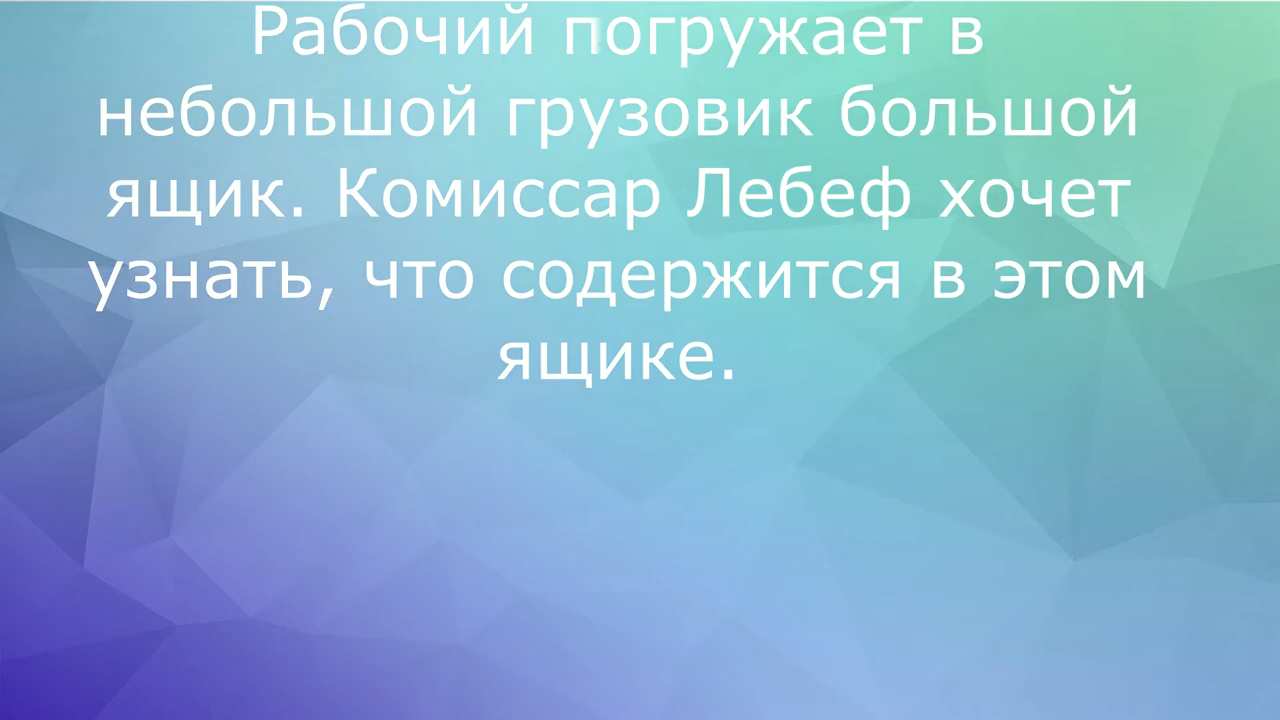 Рабочий погружает в
небольшой грузовик большой
ящик. Комиссар Лебеф хочет
узнать, что содержится в этом
ящике.